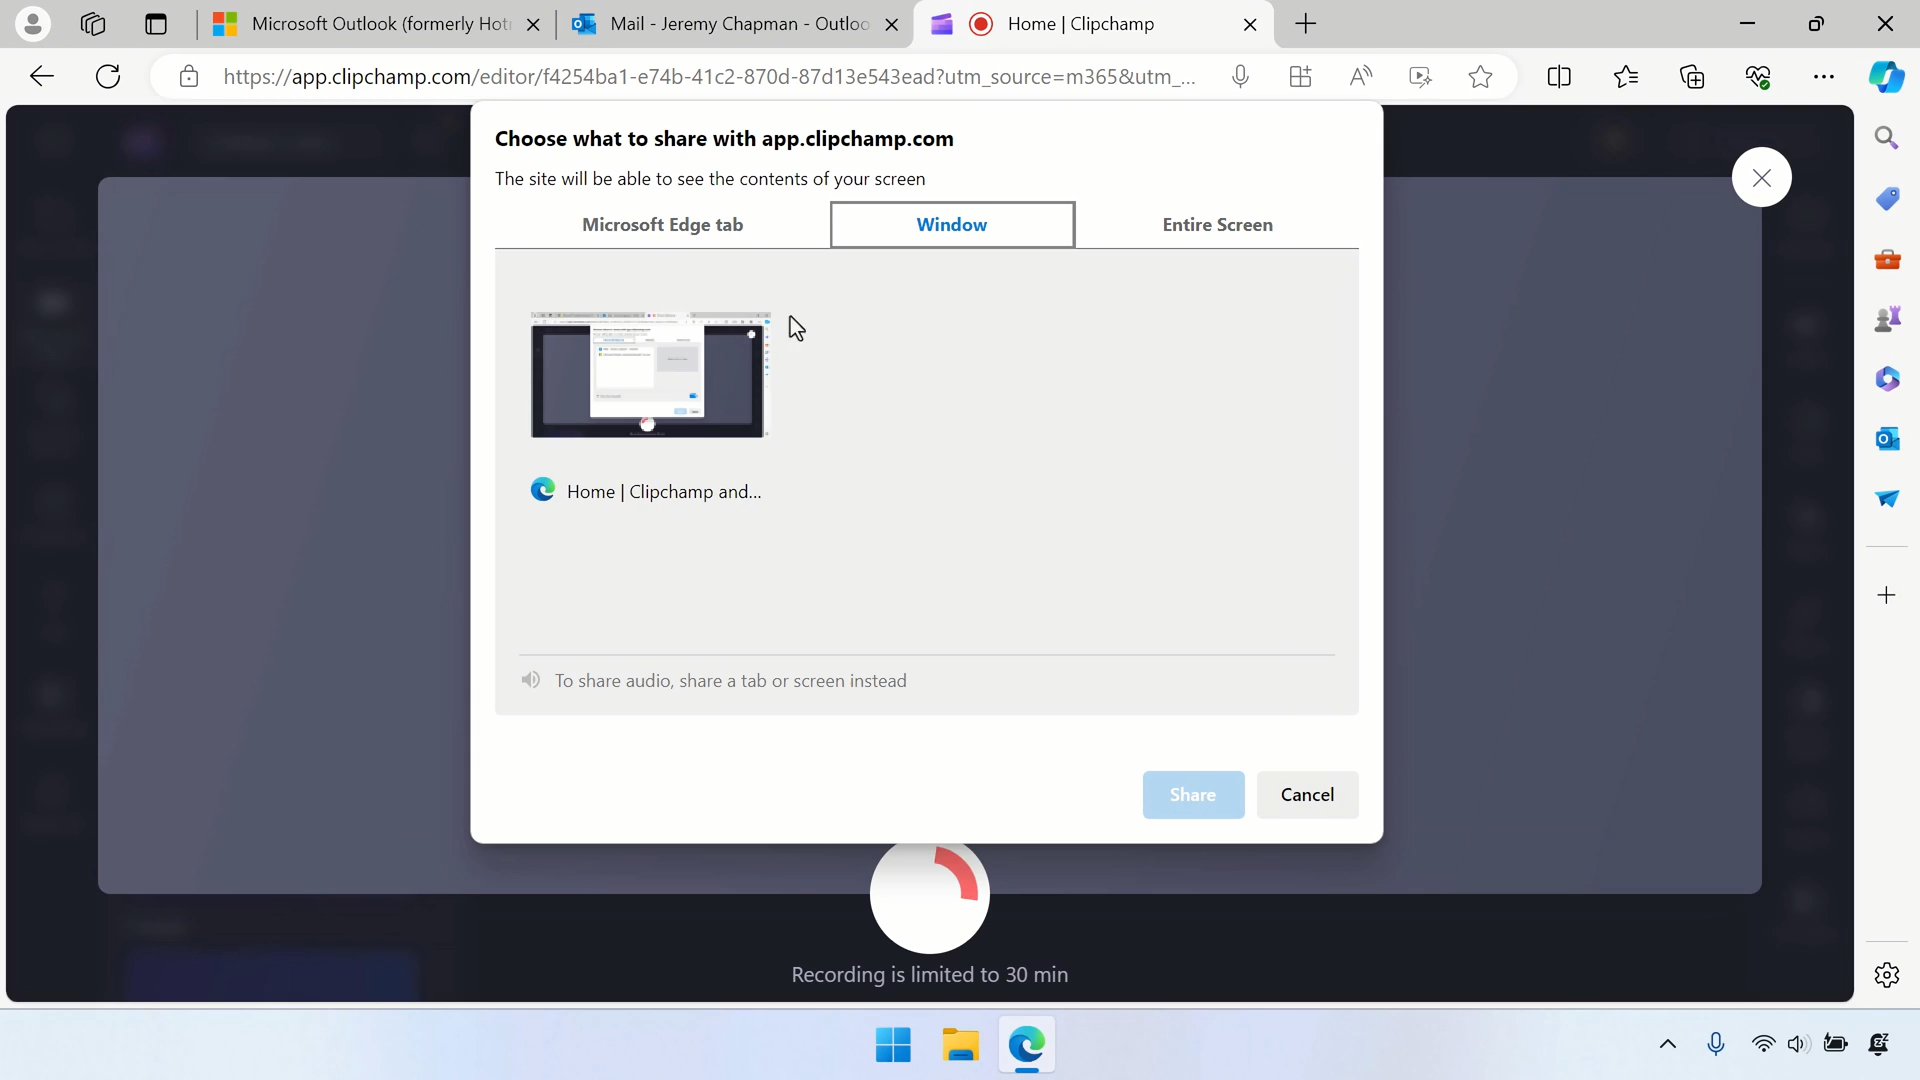 Microsoft Outlook (formerly Hot
Mail - Jeremy Chapman - Outloo
Home | Clipchamp
https://app.clipchamp.com/editor/f4254ba1-e74b-41c2-870d-87d13e543ead?utm_source=m365&utm_...
Choose what to share with app.clipchamp.com
The site will be able to see the contents of your screen
Microsoft Edge tab
Window
Entire Screen
Home | Clipchamp and...
To share audio, share a tab or screen instead
Share
Cancel
Recording is limited to 30 min